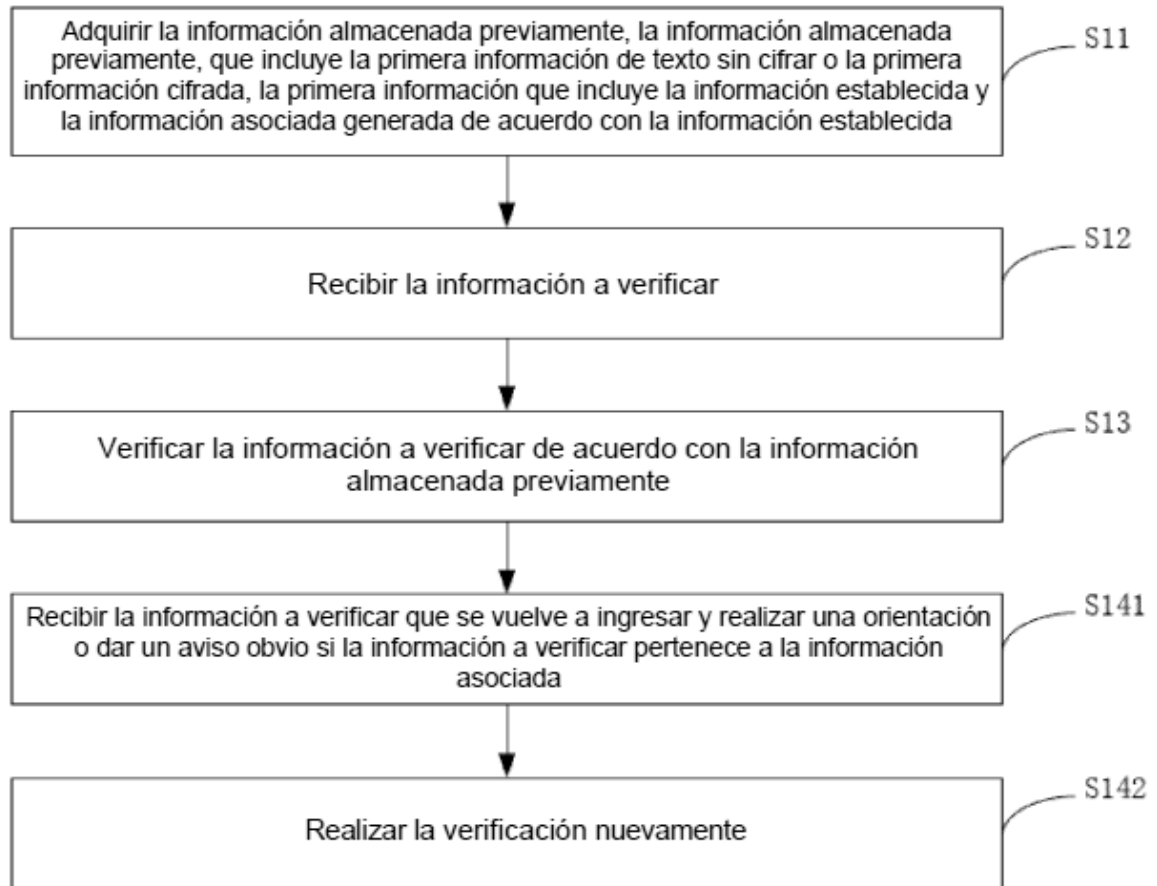 Adquirir la información almacenada previamente, la información almacenada
previamente, que incluye la primera información de texto sin cifrar o la primera
información cifrada, la primera información que incluye la información establecida y
la información asociada generada de acuerdo con la información establecida
S11
Recibir la información a verificar
S12
Verificar la información a verificar de acuerdo con la información
almacenada previamente
S13
Recibir la información a verificar que se vuelve a ingresar y realizar una orientación
o dar un aviso obvio si la información a verificar pertenece a la información
asociada
S141
Realizar la verificación nuevamente
S142